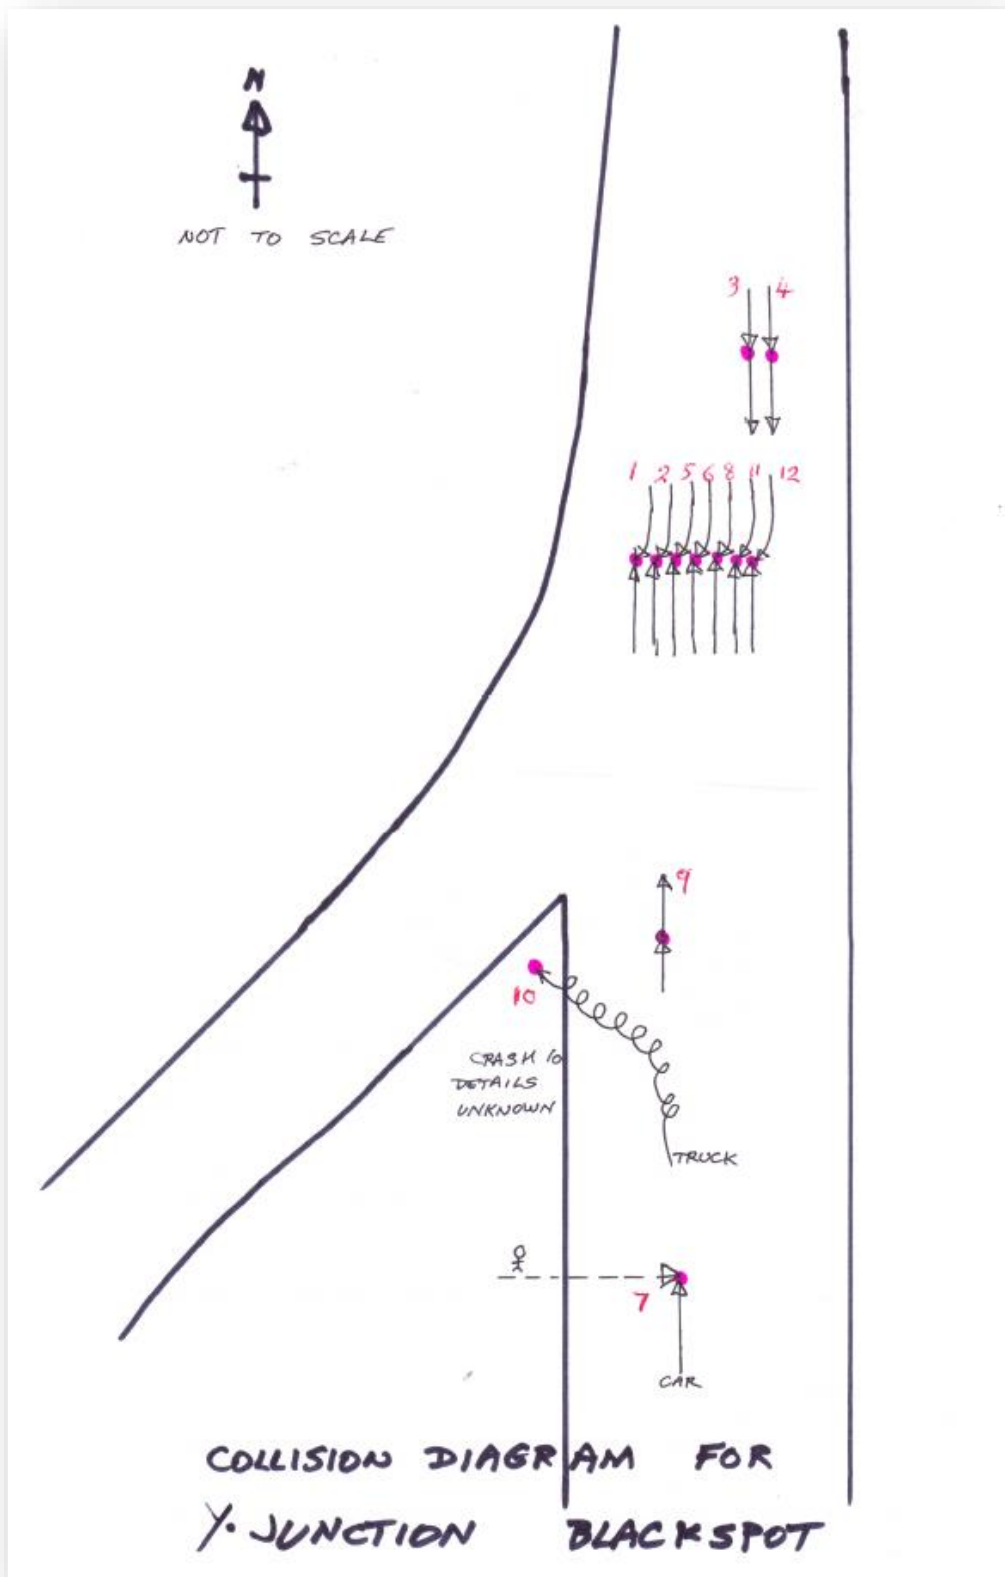 N
NOT TO SCALE
3 4
1 2 5 6 8 11 12
9
10
CRASH 10
DETAILS
UNKNOWN
TRUCK
7
CAR
COLLISION DIAGRAM FOR
Y. JUNCTION BLACKSPOT